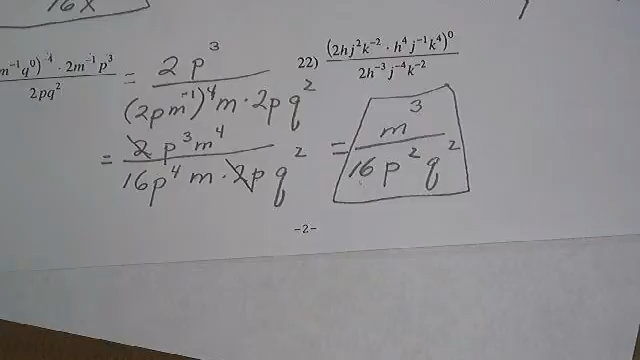 16x
m⁻¹q⁰)⁻⁴ · 2m⁻¹p³ / 2pq² = 2p³ / (2pm⁻¹)⁴m · 2pq²
22) (2hj²k⁻² · h⁴j⁻¹k⁴)⁰ / 2h⁻³j⁻⁴k⁻²
= 2p³m⁴ / 16p⁴m · 2pq² = m³ / 16p²q²
-2-